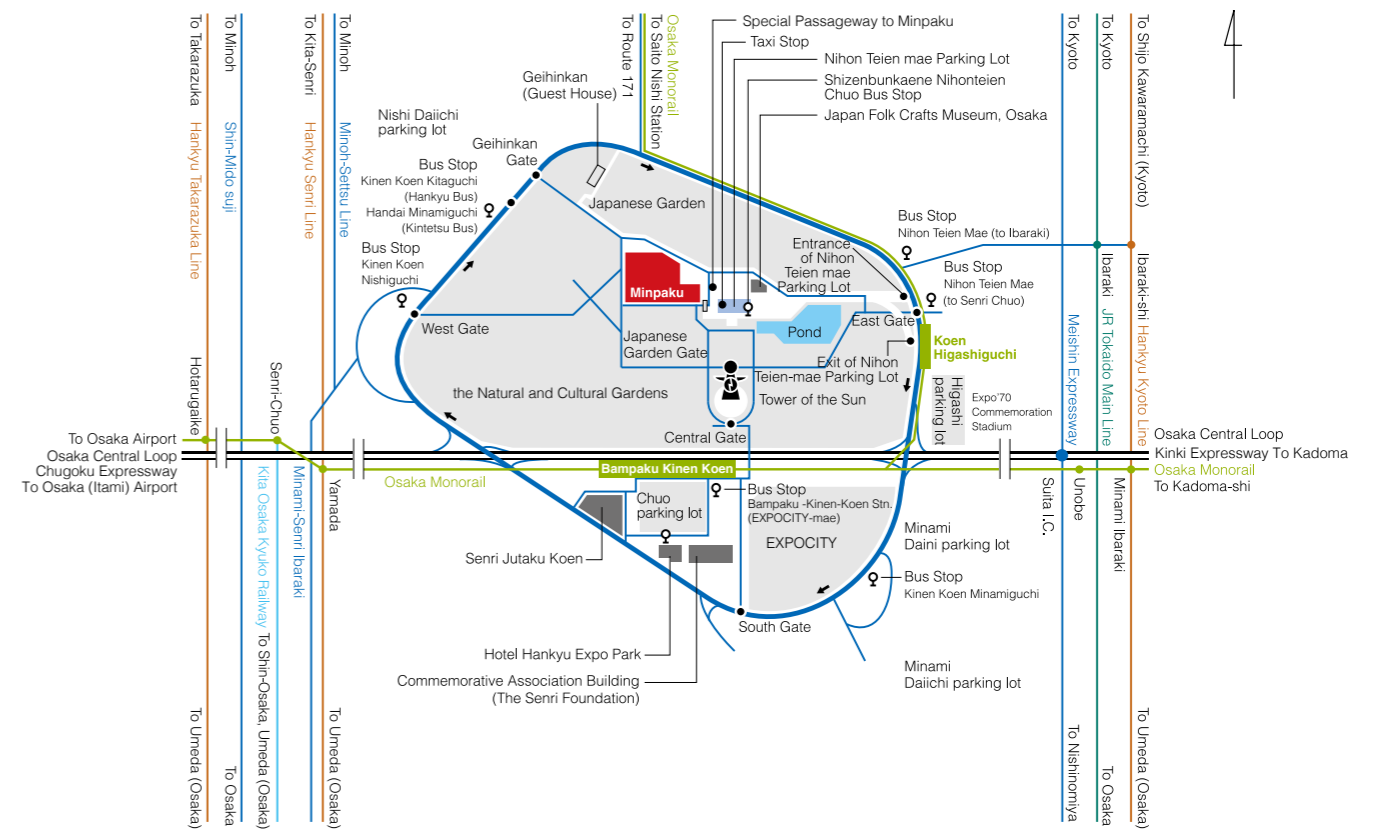 To Takarazuka
Hankyu Takarazuka Line
Hotarugaike
To Umeda (Osaka)
To Minoh
Shin-Mido suji
To Osaka
Senri-Chuo
Kita Osaka Kyuko Railway
To Shin-Osaka, Umeda (Osaka)
To Kita-Senri
Hankyu Senri Line
Minami-Senri Ibaraki
To Minoh
Minoh-Settsu Line
Yamada
To Umeda (Osaka)
To Osaka Airport
Osaka Central Loop
Chugoku Expressway
To Osaka (Itami) Airport
Osaka Monorail
Nishi Daiichi
parking lot
Geihinkan
(Guest House)
Geihinkan
Gate
Bus Stop
Kinen Koen Kitaguchi
(Hankyu Bus)
Handai Minamiguchi
(Kintetsu Bus)
Bus Stop
Kinen Koen
Nishiguchi
West Gate
To Route 171
To Saito Nishi Station
Osaka Monorail
Special Passageway to Minpaku
Taxi Stop
Nihon Teien mae Parking Lot
Shizenbunkaene Nihonteien
Chuo Bus Stop
Japan Folk Crafts Museum, Osaka
Japanese Garden
Minpaku
Entrance
of Nihon
Teien mae
Parking Lot
Bus Stop
Nihon Teien Mae (to Ibaraki)
Bus Stop
Nihon Teien Mae
(to Senri Chuo)
Pond
East Gate
Japanese
Garden Gate
Exit of Nihon
Teien-mae Parking Lot
Koen
Higashiguchi
Tower of the Sun
the Natural and Cultural Gardens
Higashi
parking lot
Expo'70
Commemoration
Stadium
Central Gate
Bampaku Kinen Koen
Chuo
parking lot
Bus Stop
Bampaku -Kinen-Koen Stn.
(EXPOCITY-mae)
EXPOCITY
Senri Jutaku Koen
Minami
Daini parking lot
Bus Stop
Kinen Koen Minamiguchi
South Gate
Hotel Hankyu Expo Park
Commemorative Association Building
(The Senri Foundation)
Minami
Daiichi parking lot
To Kyoto
Meishin Expressway
Suita I.C.
To Nishinomiya
To Kyoto
Ibaraki
JR Tokaido Main Line
Unobe
To Osaka
To Shijo Kawaramachi (Kyoto)
Ibaraki-shi
Hankyu Kyoto Line
Minami Ibaraki
To Umeda (Osaka)
Osaka Central Loop
Kinki Expressway To Kadoma
Osaka Monorail
To Kadoma-shi